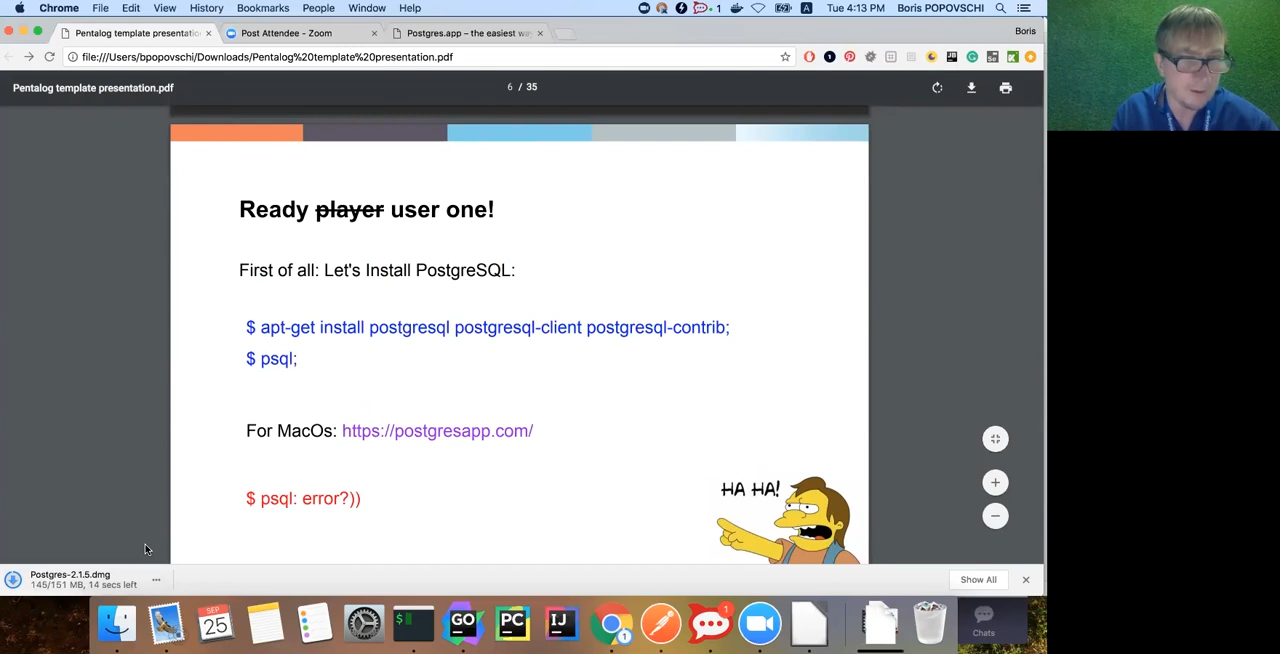 Chrome File Edit View History Bookmarks People Window Help
1 Tue 4:13 PM Boris POPOVSCHI
Pentalog template presentatio
Post Attendee - Zoom
Postgres.app – the easiest wa
Boris
file:///Users/bpopovschi/Downloads/Pentalog%20template%20presentation.pdf
Pentalog template presentation.pdf
6 / 35
Ready player user one!
First of all: Let's Install PostgreSQL:
$ apt-get install postgresql postgresql-client postgresql-contrib;
$ psql;
For MacOs: https://postgresapp.com/
$ psql: error?))
HA HA!
Postgres-2.1.5.dmg
145/151 MB, 14 secs left
Show All
SEP
25
$
GO
PC
IJ
1
1
Chats